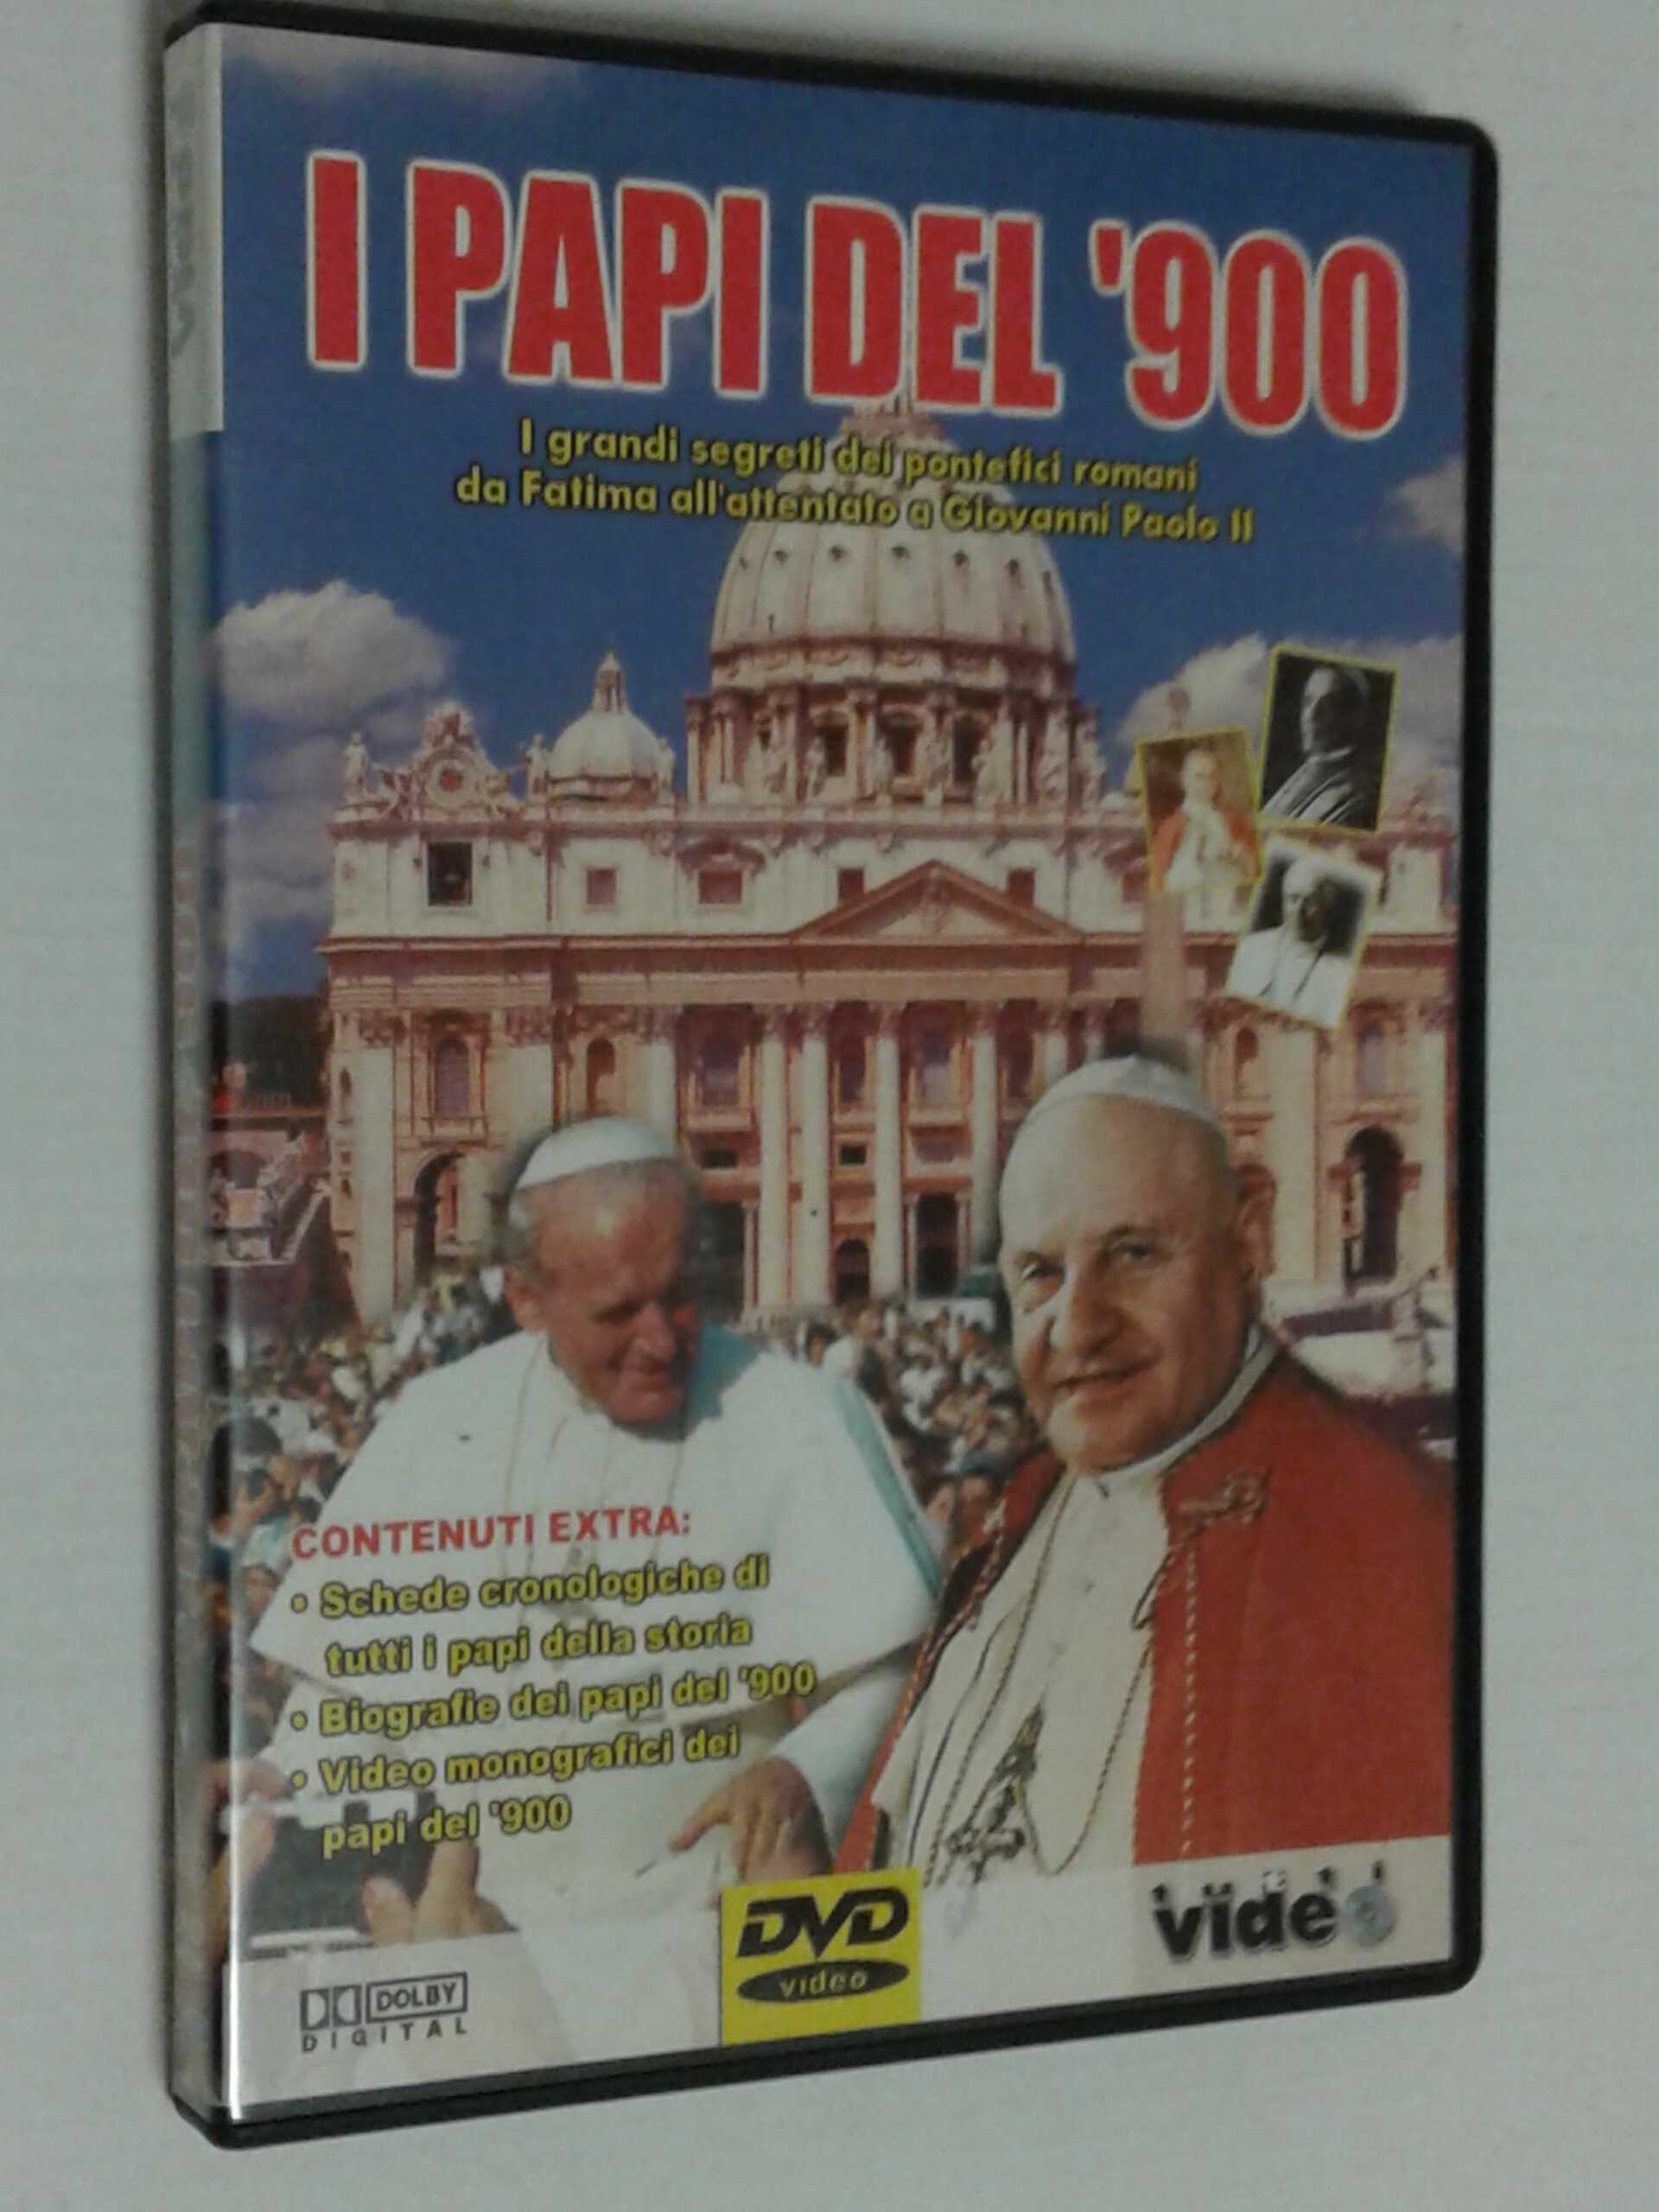 I PAPI DEL '900
I grandi segreti dei pontefici romani
da Fatima all'attentato a Giovanni Paolo II
CONTENUTI EXTRA:
• Schede cronologiche di
tutti i papi della storia
• Biografie dei papi del '900
• Video monografici dei
papi del '900
DVD
video
video
DOLBY
DIGITAL